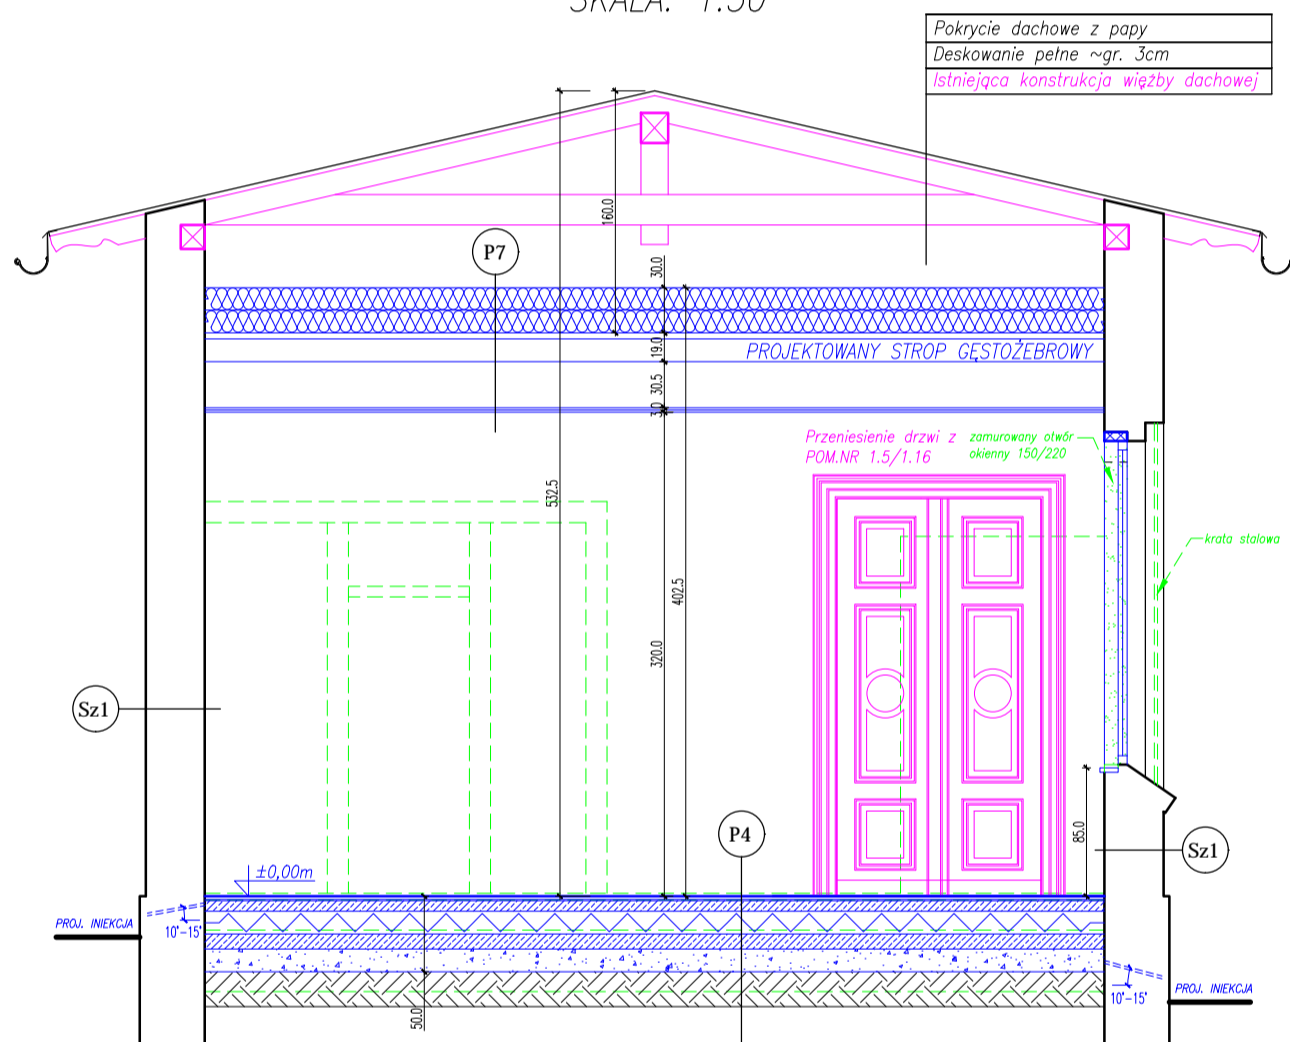 SKALA: 1:50
Pokrycie dachowe z papy
Deskowanie pełne ~gr. 3cm
Istniejąca konstrukcja więźby dachowej
160.0
P7
30.0
19.0
PROJEKTOWANY STROP GĘSTOŻEBROWY
30.5
3.0
Przeniesienie drzwi z
POM.NR 1.5/1.16
zamurowany otwór
okienny 150/220
532.5
krata stalowa
402.5
320.0
Sz1
85.0
P4
Sz1
±0,00m
PROJ. INIEKCJA
10°-15°
10°-15°
PROJ. INIEKCJA
50.0